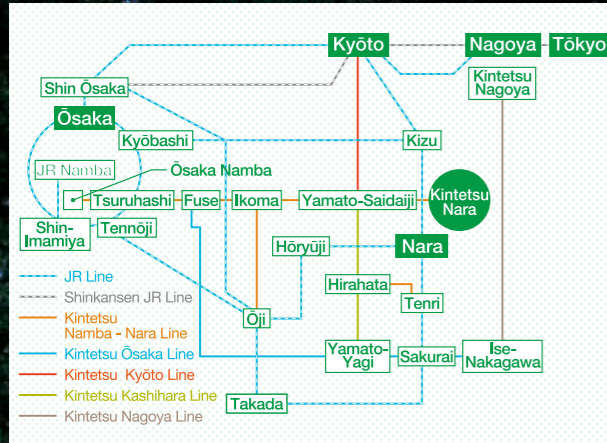 Kyōto
Nagoya
Tōkyo
Kintetsu
Nagoya
Shin Ōsaka
Ōsaka
Kyōbashi
Kizu
JR Namba
Ōsaka Namba
Tsuruhashi
Fuse
Ikoma
Yamato-Saidaiji
Kintetsu
Nara
Shin-
Imamiya
Tennōji
Hōryūji
Nara
JR Line
Shinkansen JR Line
Kintetsu
Namba - Nara Line
Kintetsu Ōsaka Line
Kintetsu Kyōto Line
Kintetsu Kashihara Line
Kintetsu Nagoya Line
Hirahata
Tenri
Ōji
Yamato-
Yagi
Sakurai
Ise-
Nakagawa
Takada